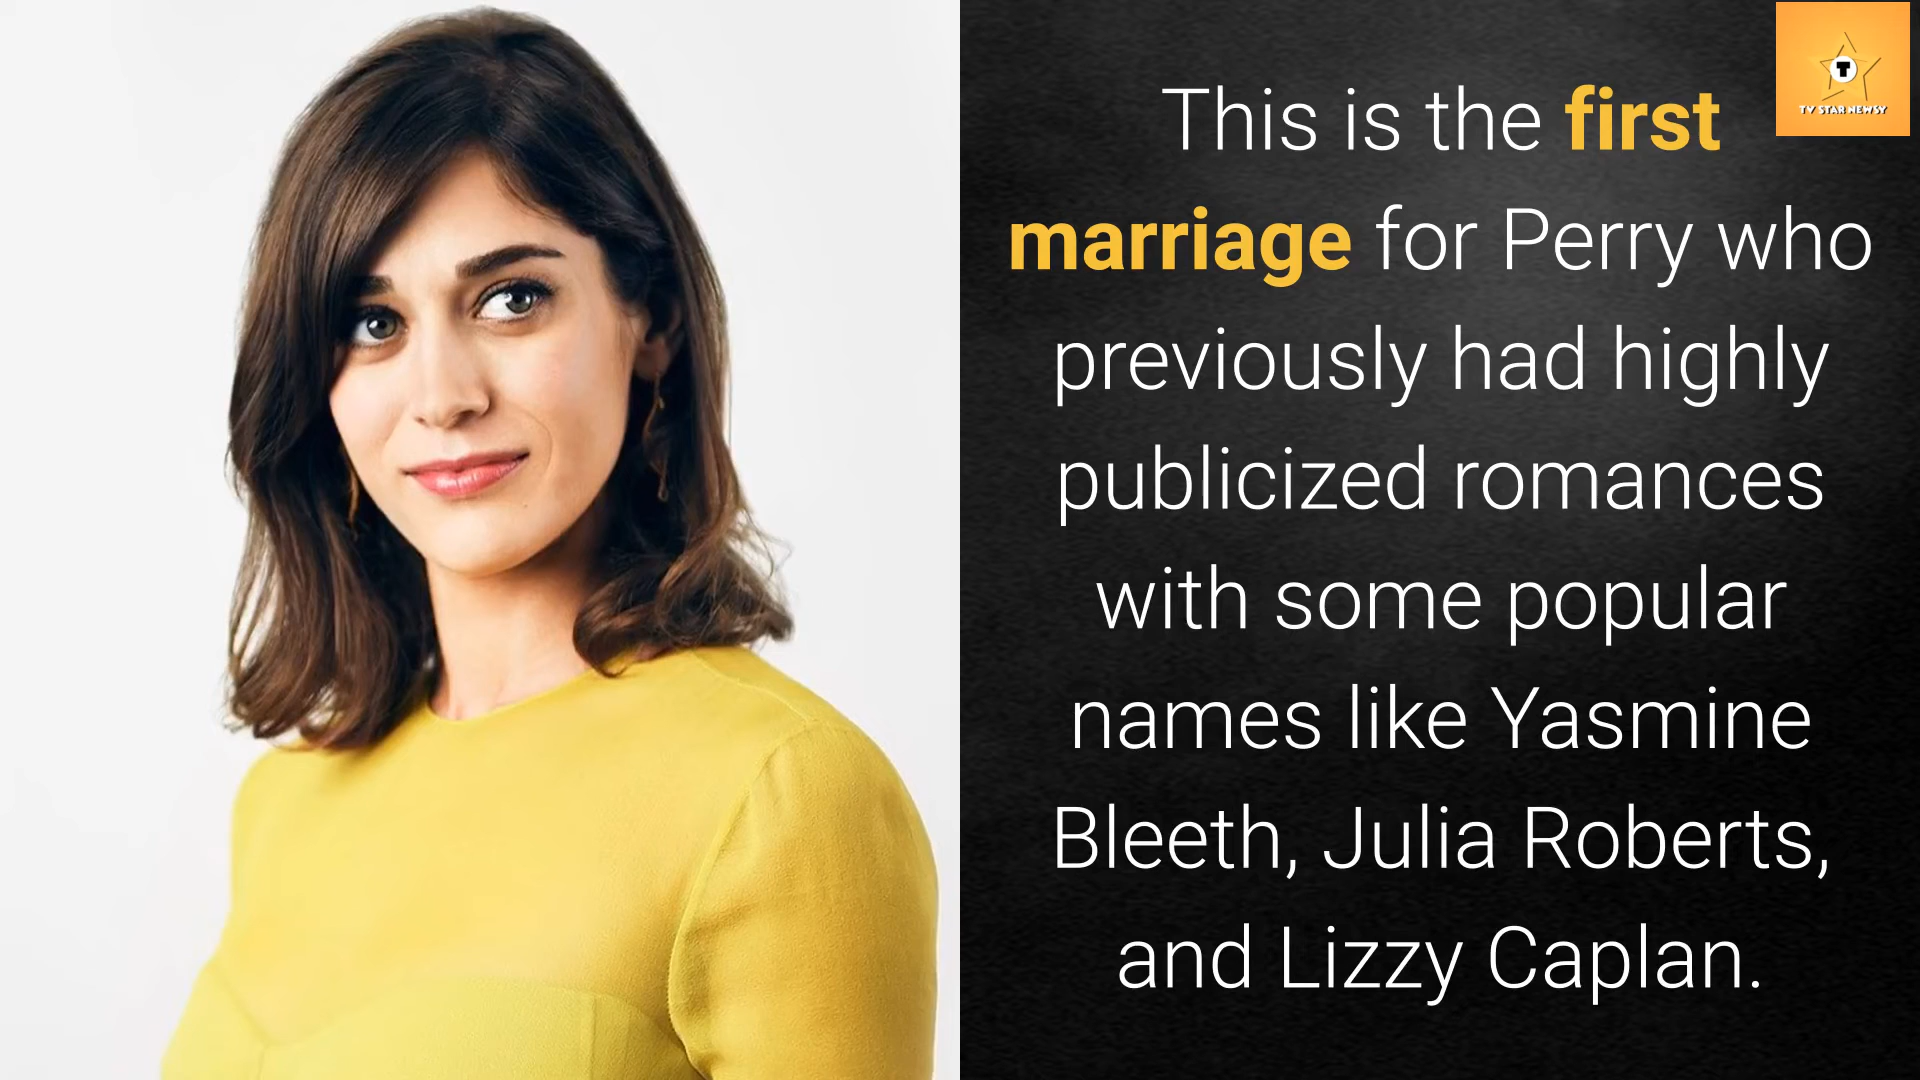 This is the first
marriage for Perry who
previously had highly
publicized romances
with some popular
names like Yasmine
Bleeth, Julia Roberts,
and Lizzy Caplan.
T
TV STAR NEWSY